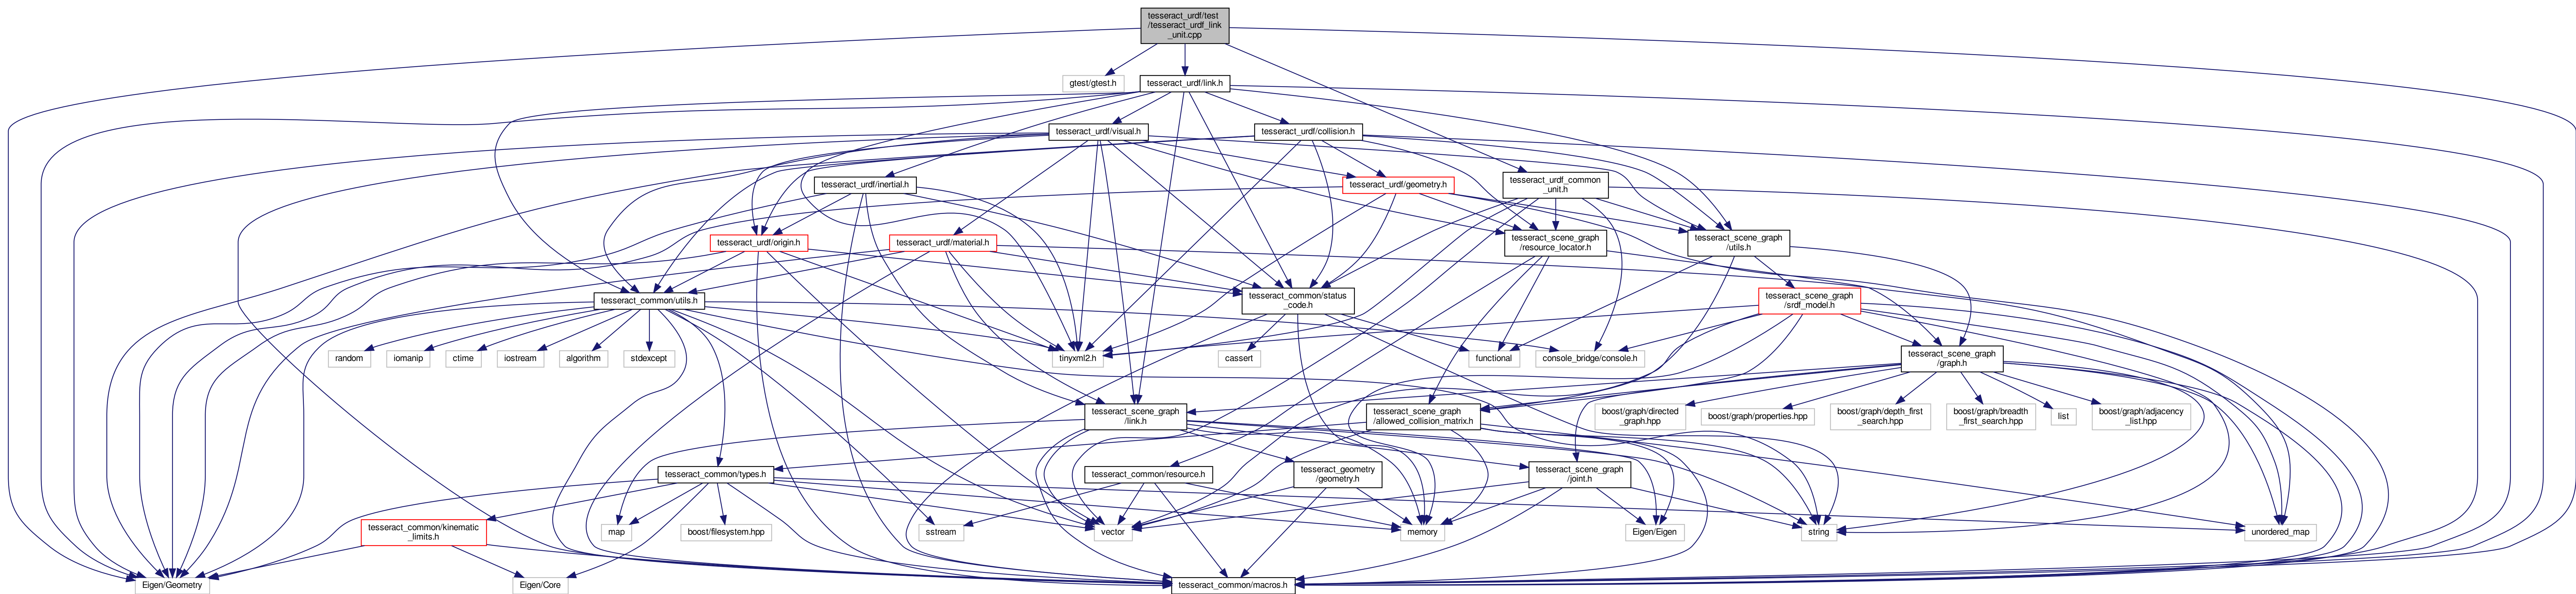 tesseract_urdf/test
/tesseract_urdf_link
_unit.cpp
gtest/gtest.h
tesseract_urdf/link.h
tesseract_urdf/visual.h
tesseract_urdf/collision.h
tesseract_urdf/inertial.h
tesseract_urdf/geometry.h
tesseract_urdf_common
_unit.h
tesseract_urdf/origin.h
tesseract_urdf/material.h
tesseract_scene_graph
/resource_locator.h
tesseract_scene_graph
/utils.h
tesseract_common/utils.h
tesseract_common/status
_code.h
tesseract_scene_graph
/srdf_model.h
random
iomanip
ctime
iostream
algorithm
stdexcept
tinyxml2.h
cassert
functional
console_bridge/console.h
tesseract_scene_graph
/graph.h
tesseract_scene_graph
/link.h
tesseract_scene_graph
/allowed_collision_matrix.h
boost/graph/directed
_graph.hpp
boost/graph/properties.hpp
boost/graph/depth_first
_search.hpp
boost/graph/breadth
_first_search.hpp
list
boost/graph/adjacency
_list.hpp
tesseract_common/types.h
tesseract_common/resource.h
tesseract_geometry
/geometry.h
tesseract_scene_graph
/joint.h
tesseract_common/kinematic
_limits.h
map
boost/filesystem.hpp
sstream
vector
memory
Eigen/Eigen
string
unordered_map
Eigen/Geometry
Eigen/Core
tesseract_common/macros.h